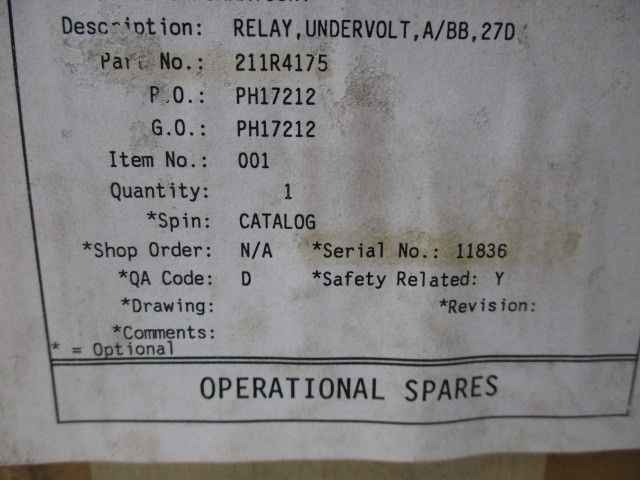 Description: RELAY,UNDERVOLT,A/BB,27D
Part No.: 211R4175
P.O.: PH17212
G.O.: PH17212
Item No.: 001
Quantity: 1
*Spin: CATALOG
*Shop Order: N/A *Serial No.: 11836
*QA Code: D *Safety Related: Y
*Drawing: *Revision:
*Comments:
* = Optional
OPERATIONAL SPARES